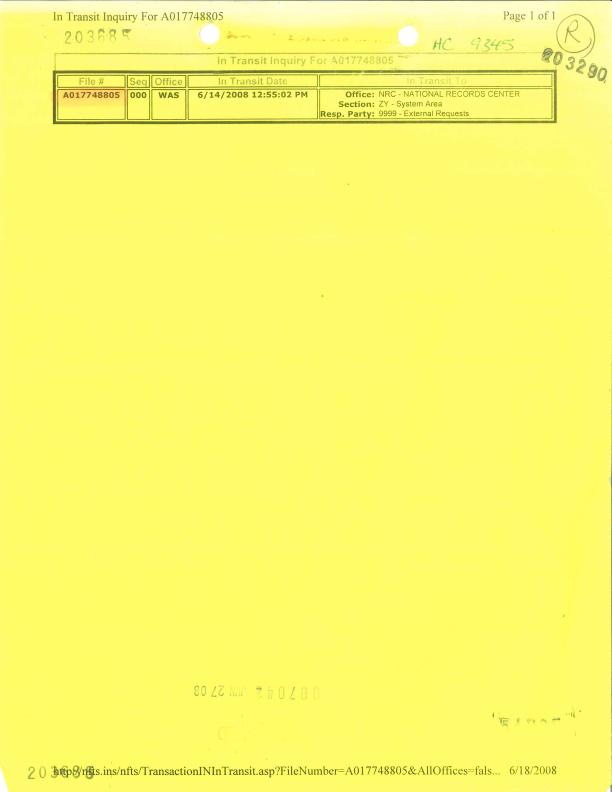 In Transit Inquiry For A017748805 Page 1 of 1
203685
HC 9345
R
203290
In Transit Inquiry For A017748805
File # Seq Office In Transit Date In Transit To
A017748805 000 WAS 6/14/2008 12:55:02 PM Office: NRC - NATIONAL RECORDS CENTER
Section: ZY - System Area
Resp. Party: 9999 - External Requests
JUN 27 08
http://nfts.ins/nfts/TransactionINInTransit.asp?FileNumber=A017748805&AllOffices=fals... 6/18/2008